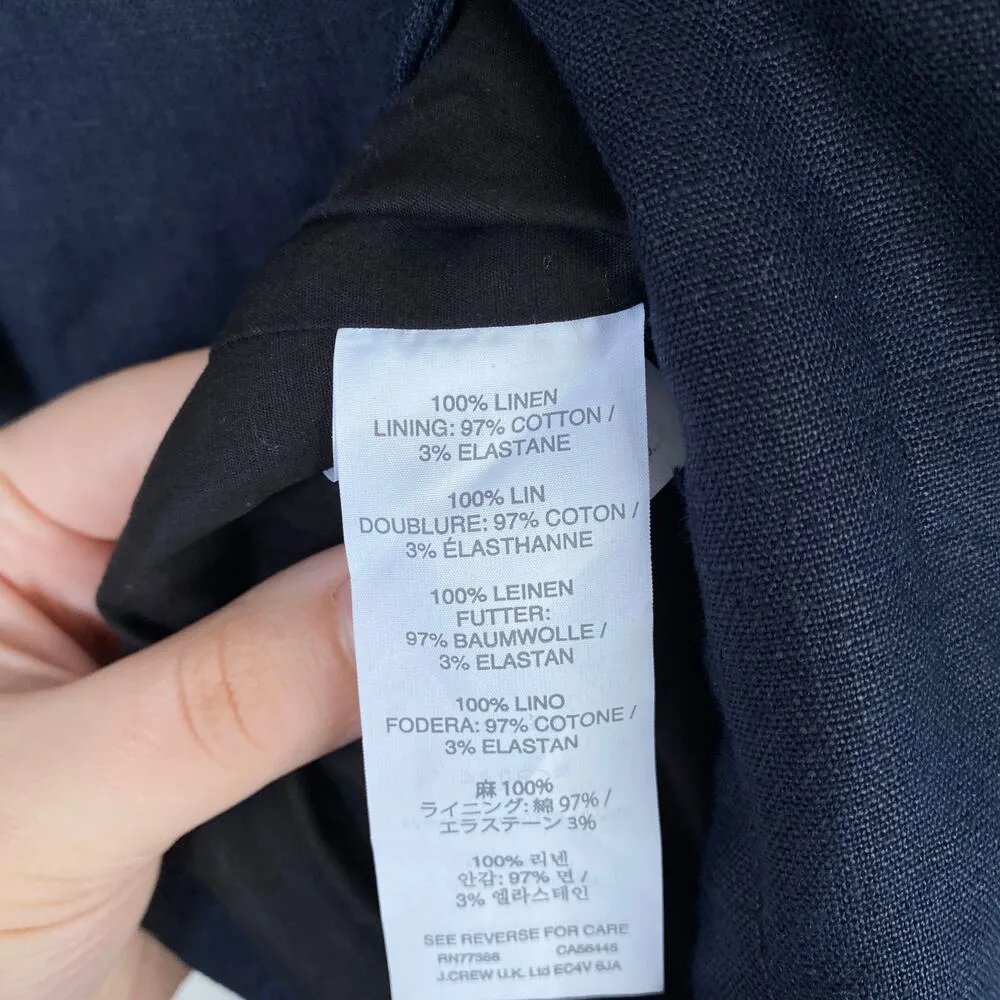 100% LINEN
LINING: 97% COTTON /
3% ELASTANE
100% LIN
DOUBLURE: 97% COTON /
3% ÉLASTHANNE
100% LEINEN
FUTTER:
97% BAUMWOLLE /
3% ELASTAN
100% LINO
FODERA: 97% COTONE /
3% ELASTAN
麻 100%
ライニング: 綿 97% /
エラステーン 3%
100% 리넨
안감: 97% 면 /
3% 엘라스테인
SEE REVERSE FOR CARE
RN77388 CA56445
J.CREW U.K. Ltd EC4V 6JA